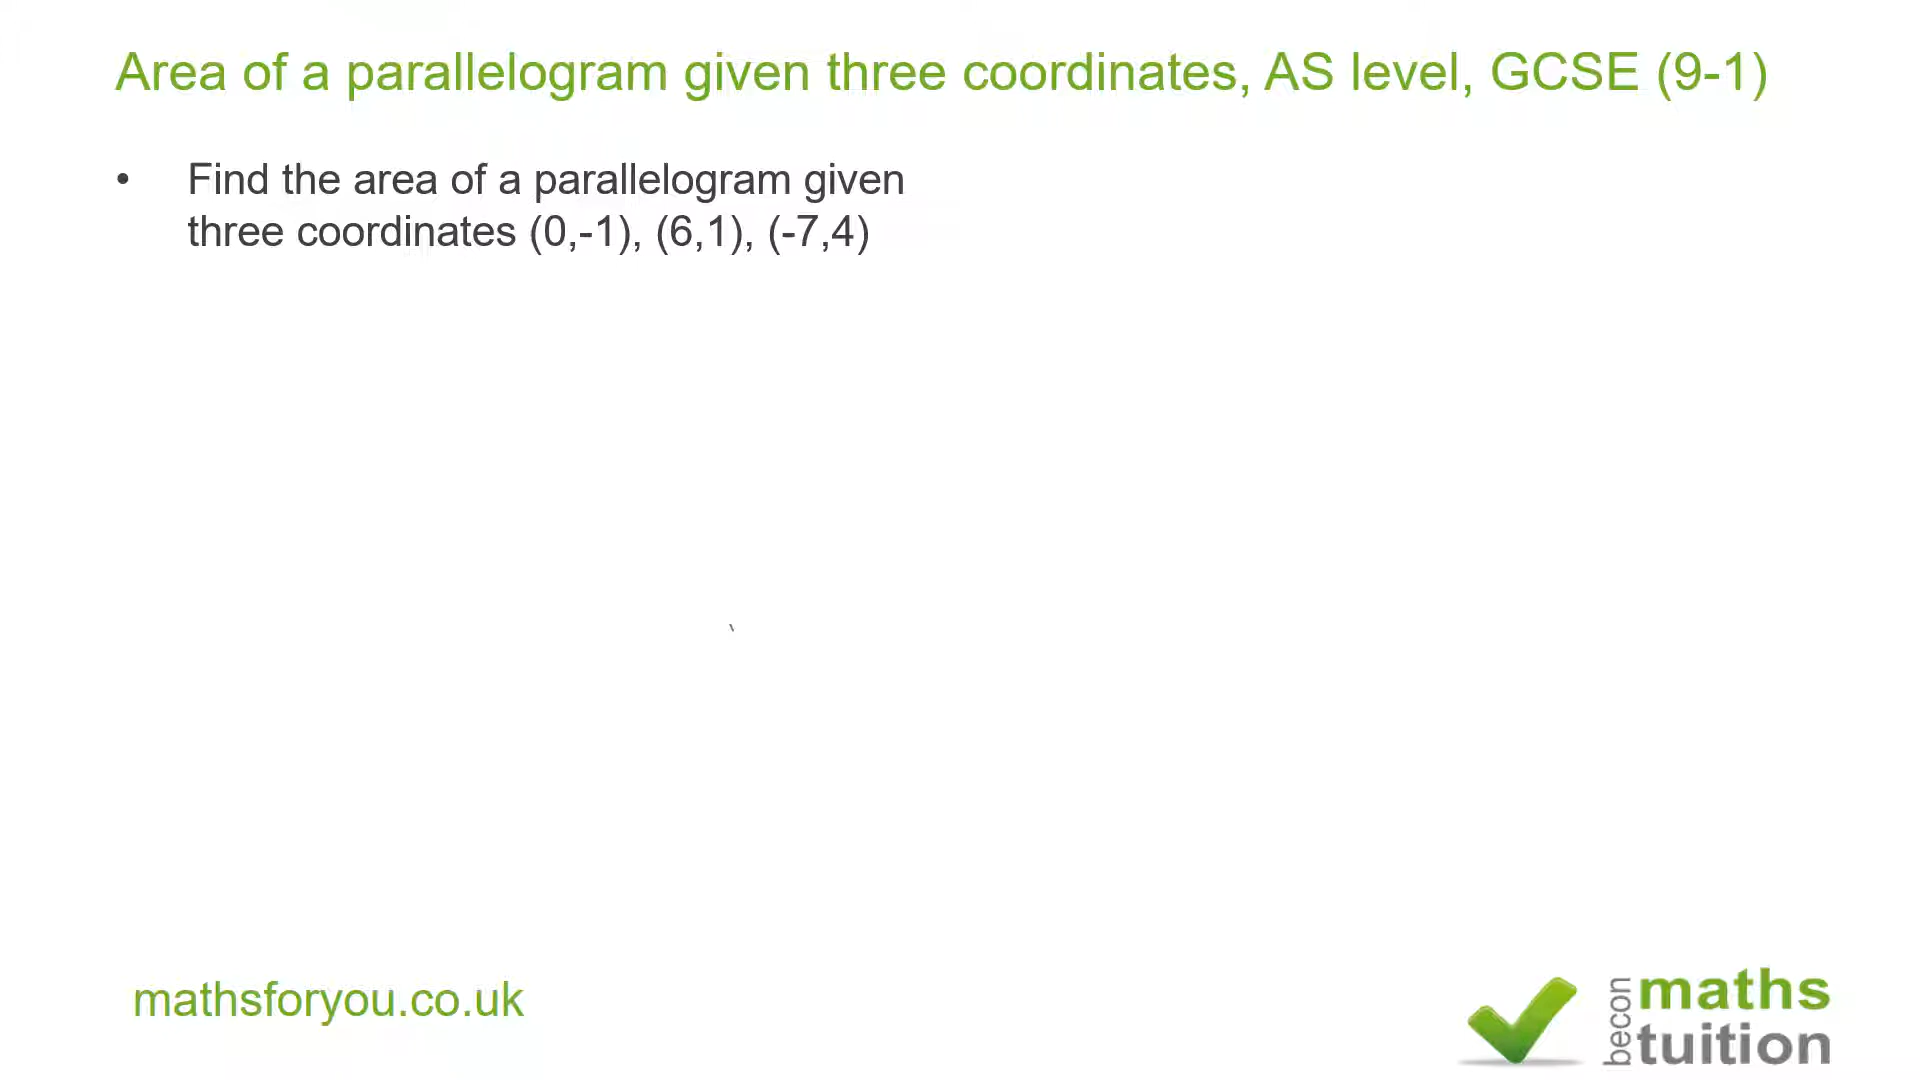 Area of a parallelogram given three coordinates, AS level, GCSE (9-1)
• Find the area of a parallelogram given
three coordinates (0,-1), (6,1), (-7,4)
mathsforyou.co.uk
becon
maths
tuition